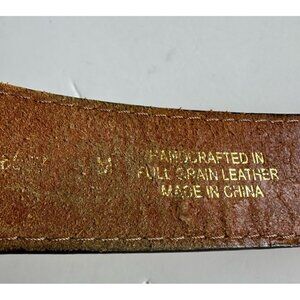 M
HANDCRAFTED IN
FULL GRAIN LEATHER
MADE IN CHINA